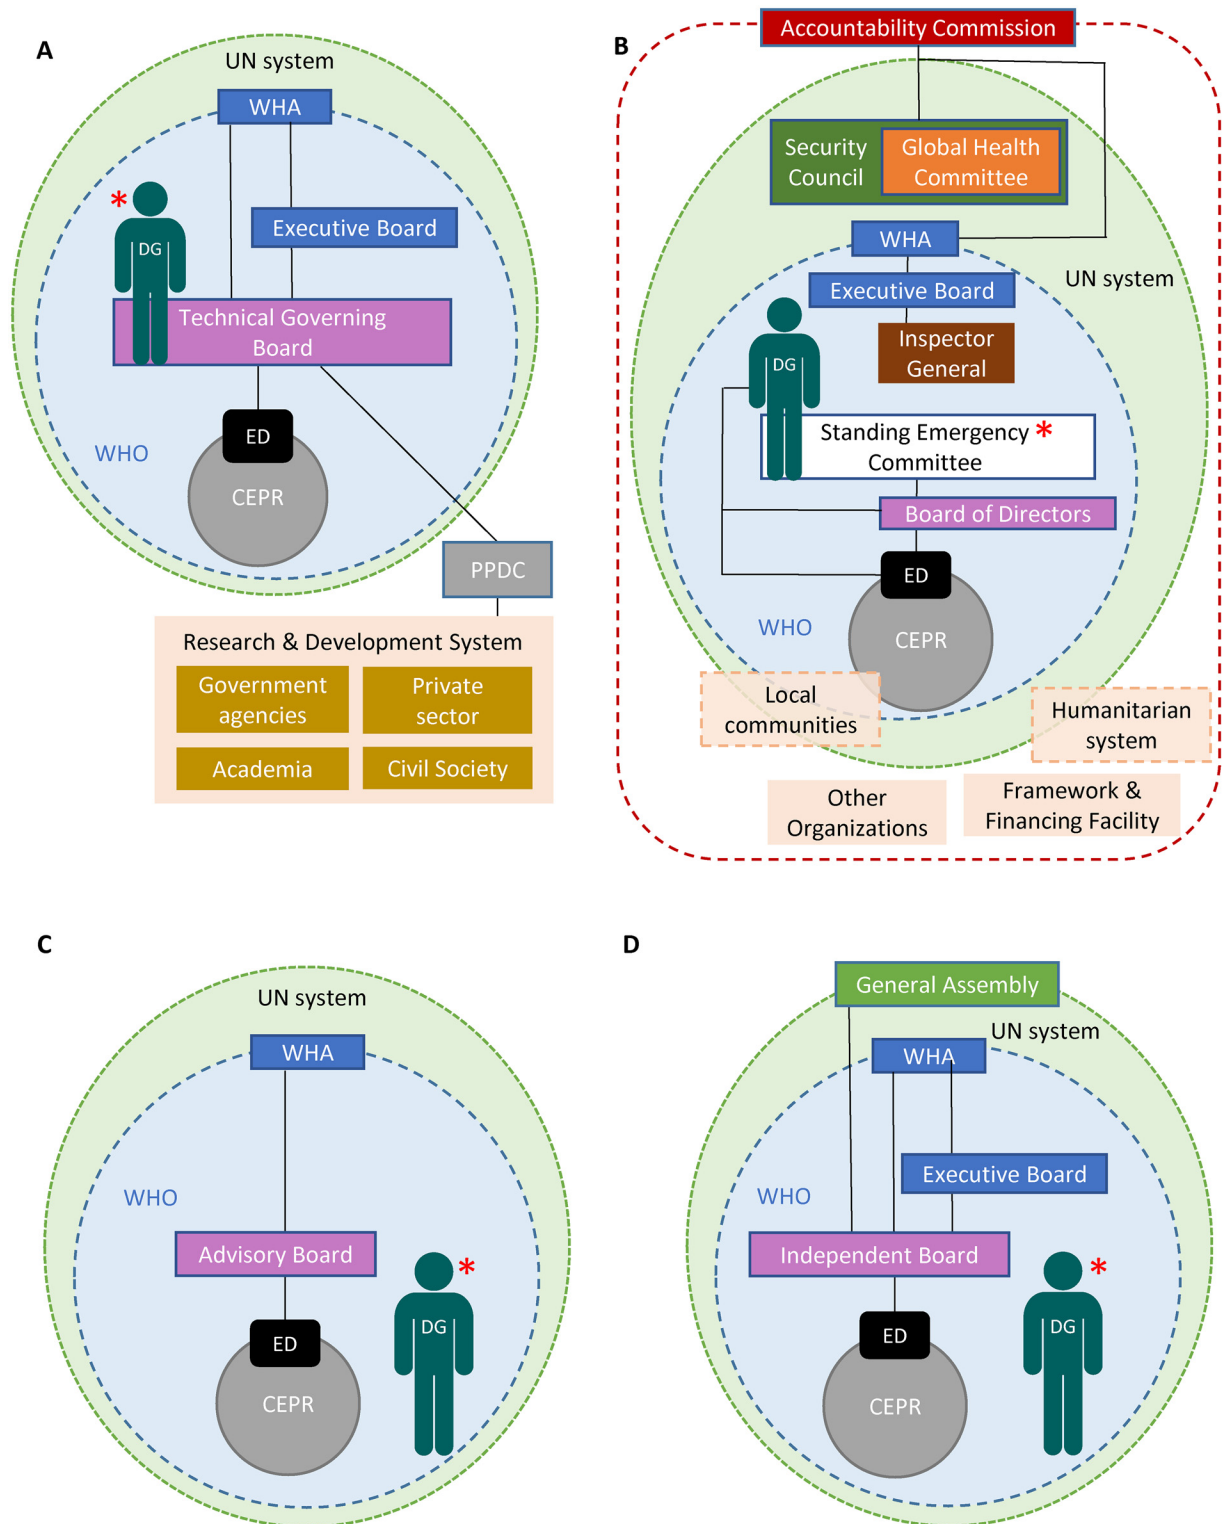 A
UN system
WHA
*
DG
Executive Board
Technical Governing
Board
ED
WHO
CEPR
PPDC
Research & Development System
Government
agencies
Private
sector
Academia
Civil Society
B
Accountability Commission
Security
Council
Global Health
Committee
WHA
UN system
Executive Board
Inspector
General
DG
Standing Emergency *
Committee
Board of Directors
ED
WHO
CEPR
Local
communities
Humanitarian
system
Other
Organizations
Framework &
Financing Facility
C
UN system
WHA
WHO
Advisory Board
*
DG
ED
CEPR
D
General Assembly
UN system
WHA
Executive Board
WHO
Independent Board
*
DG
ED
CEPR